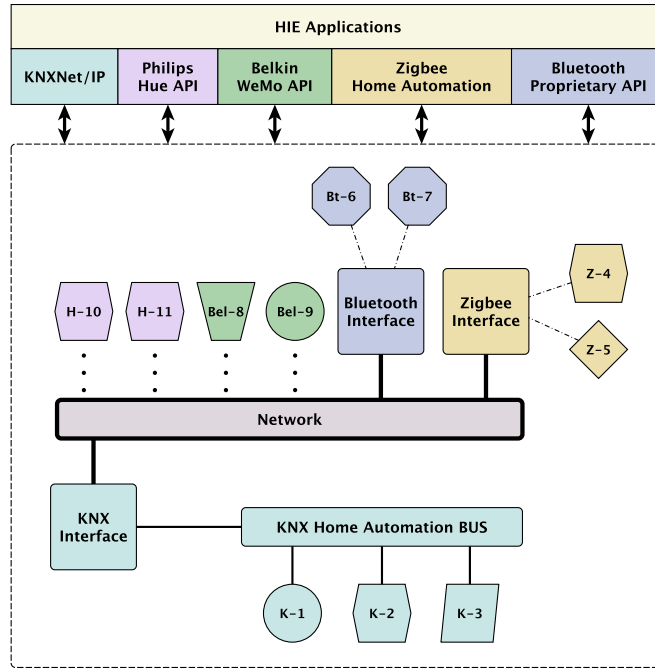 HIE Applications
KNXNet/IP
Philips
Hue API
Belkin
WeMo API
Zigbee
Home Automation
Bluetooth
Proprietary API
Bt-6
Bt-7
Z-4
H-10
H-11
Bel-8
Bel-9
Bluetooth
Interface
Zigbee
Interface
Z-5
Network
KNX
Interface
KNX Home Automation BUS
K-1
K-2
K-3